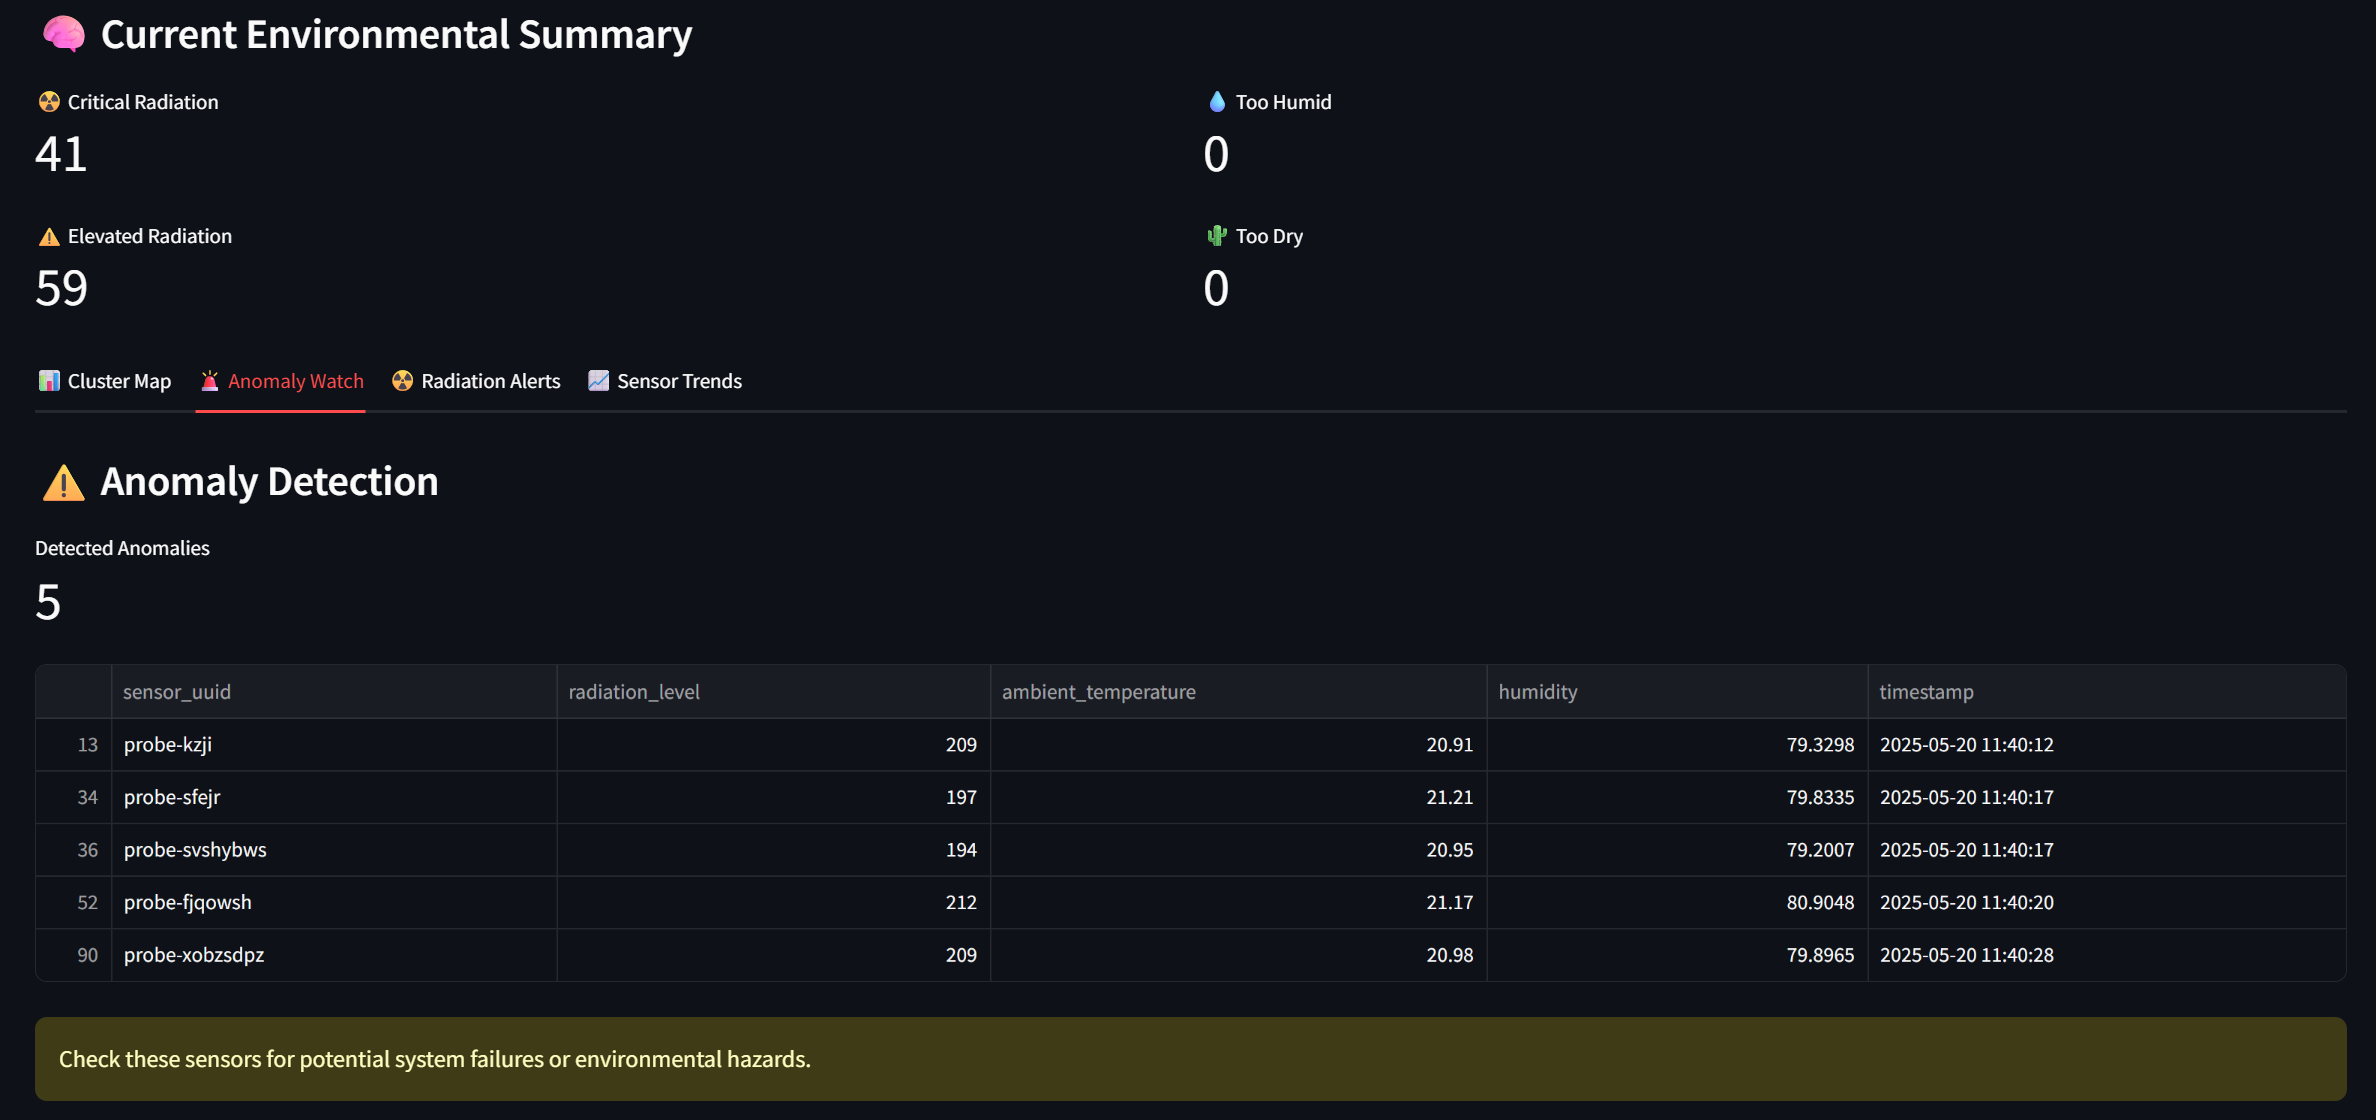 Current Environmental Summary
Critical Radiation
41
Too Humid
0
Elevated Radiation
59
Too Dry
0
Cluster Map Anomaly Watch Radiation Alerts Sensor Trends
Anomaly Detection
Detected Anomalies
5
sensor_uuid radiation_level ambient_temperature humidity timestamp
13 probe-kzji 209 20.91 79.3298 2025-05-20 11:40:12
34 probe-sfejr 197 21.21 79.8335 2025-05-20 11:40:17
36 probe-svshybws 194 20.95 79.2007 2025-05-20 11:40:17
52 probe-fjqowsh 212 21.17 80.9048 2025-05-20 11:40:20
90 probe-xobzsdpz 209 20.98 79.8965 2025-05-20 11:40:28
Check these sensors for potential system failures or environmental hazards.